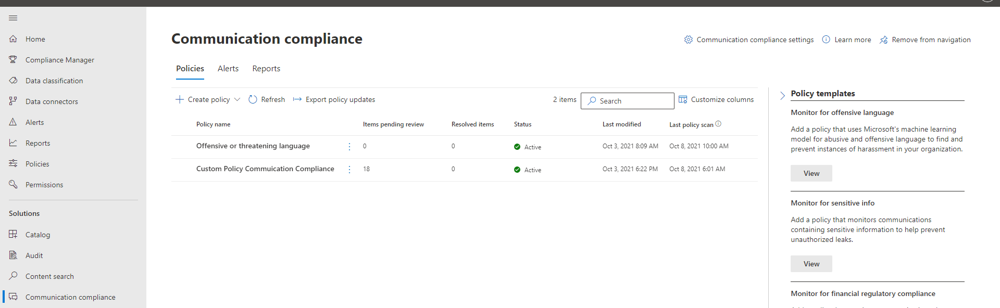 Home
Compliance Manager
Data classification
Data connectors
Alerts
Reports
Policies
Permissions
Solutions
Catalog
Audit
Content search
Communication compliance
Communication compliance
Communication compliance settings
Learn more
Remove from navigation
Policies Alerts Reports
Create policy Refresh Export policy updates 2 items Search Customize columns
Policy name Items pending review Resolved items Status Last modified Last policy scan
Offensive or threatening language 0 0 Active Oct 3, 2021 8:09 AM Oct 8, 2021 10:00 AM
Custom Policy Commuication Compliance 18 0 Active Oct 3, 2021 6:22 PM Oct 8, 2021 6:01 AM
Policy templates
Monitor for offensive language
Add a policy that uses Microsoft's machine learning
model for abusive and offensive language to find and
prevent instances of harassment in your organization.
View
Monitor for sensitive info
Add a policy that monitors communications
containing sensitive information to help prevent
unauthorized leaks.
View
Monitor for financial regulatory compliance